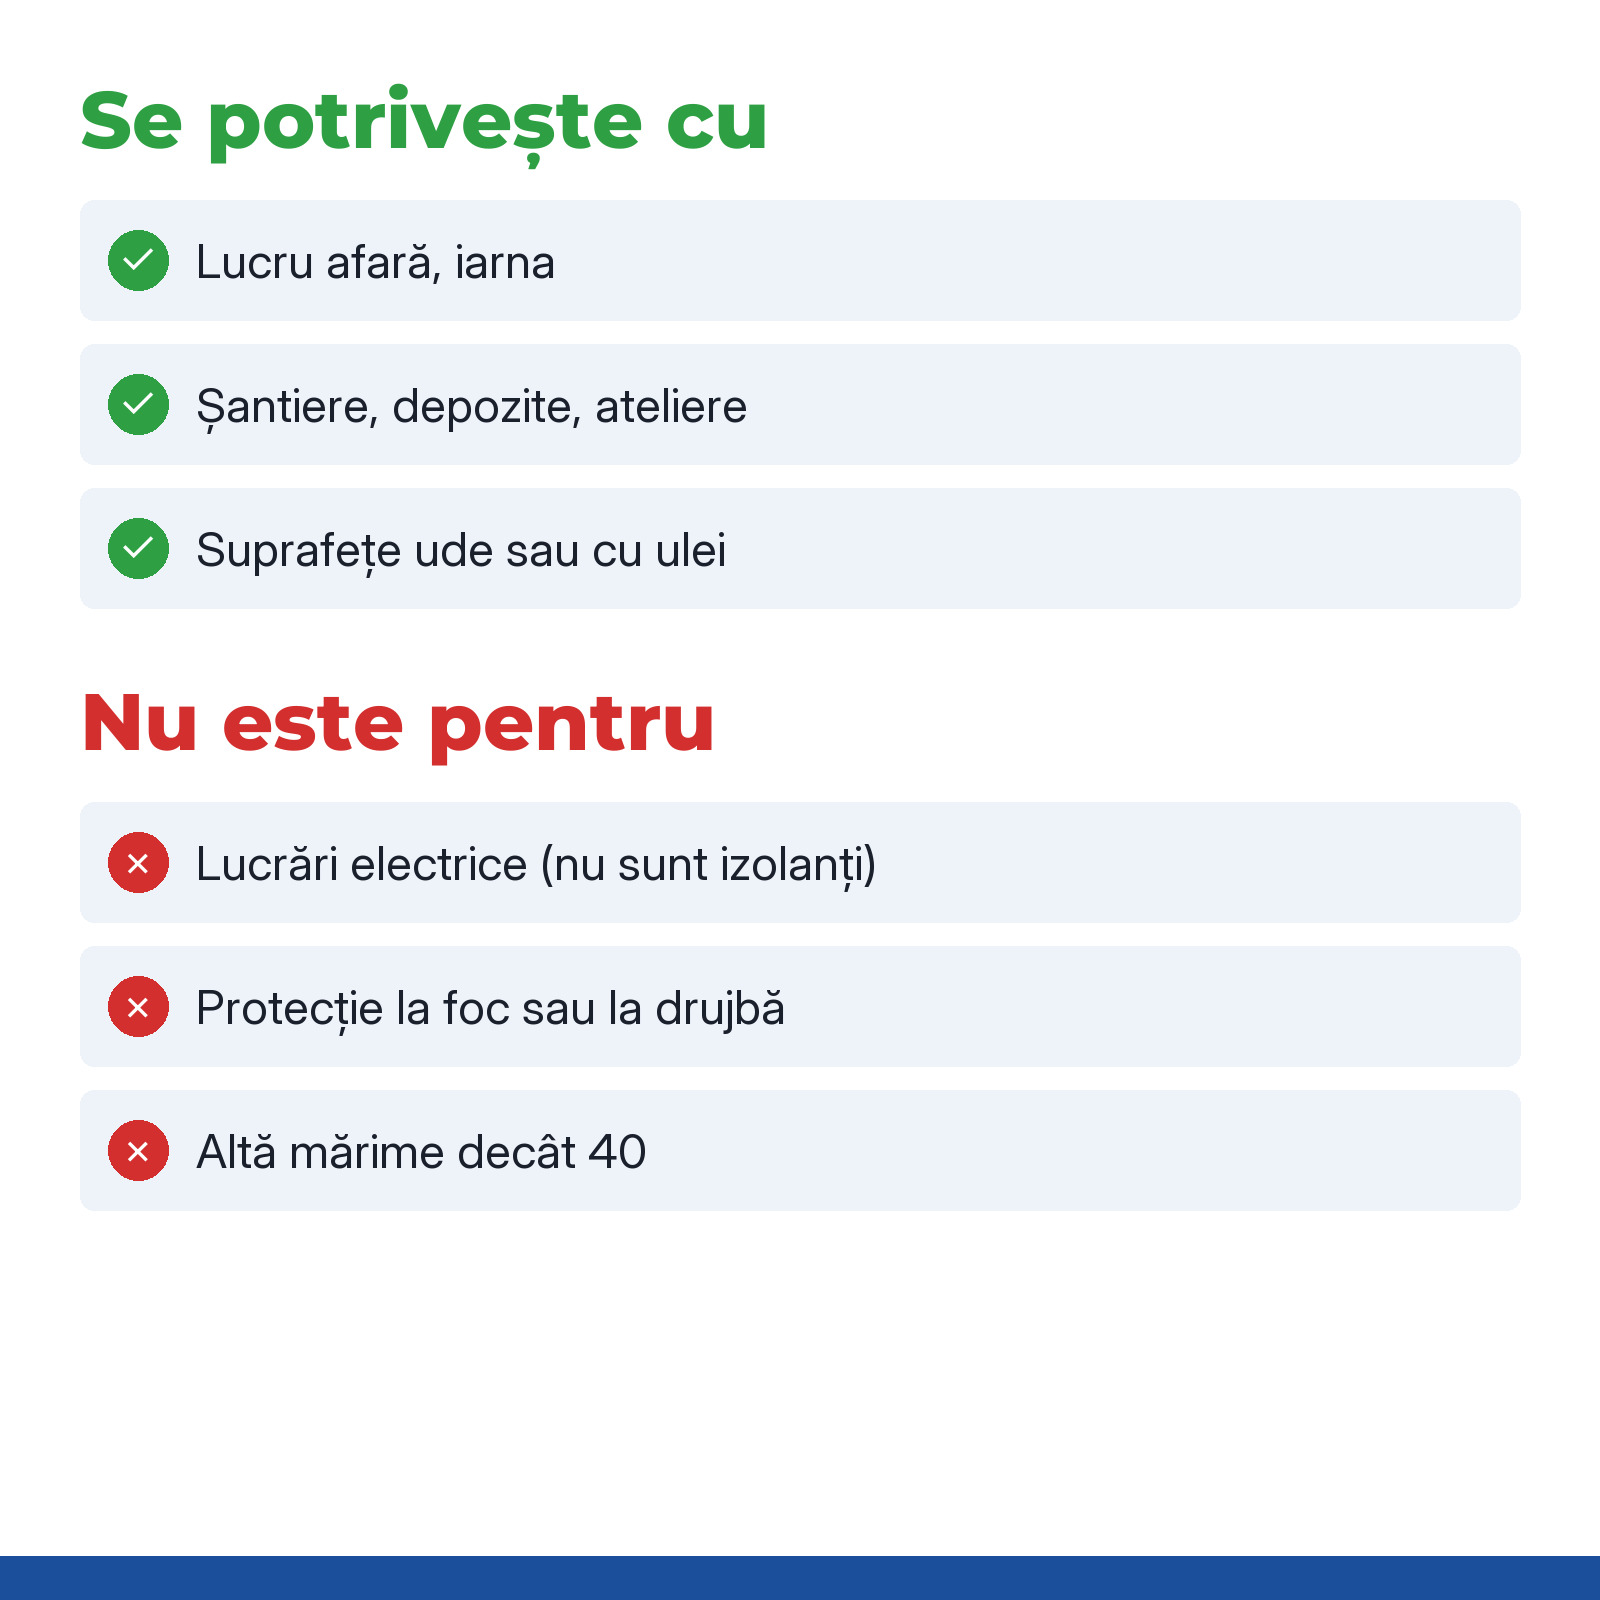 Se potrivește cu
Lucru afară, iarna
Șantiere, depozite, ateliere
Suprafețe ude sau cu ulei
Nu este pentru
Lucrări electrice (nu sunt izolanți)
Protecție la foc sau la drujbă
Altă mărime decât 40